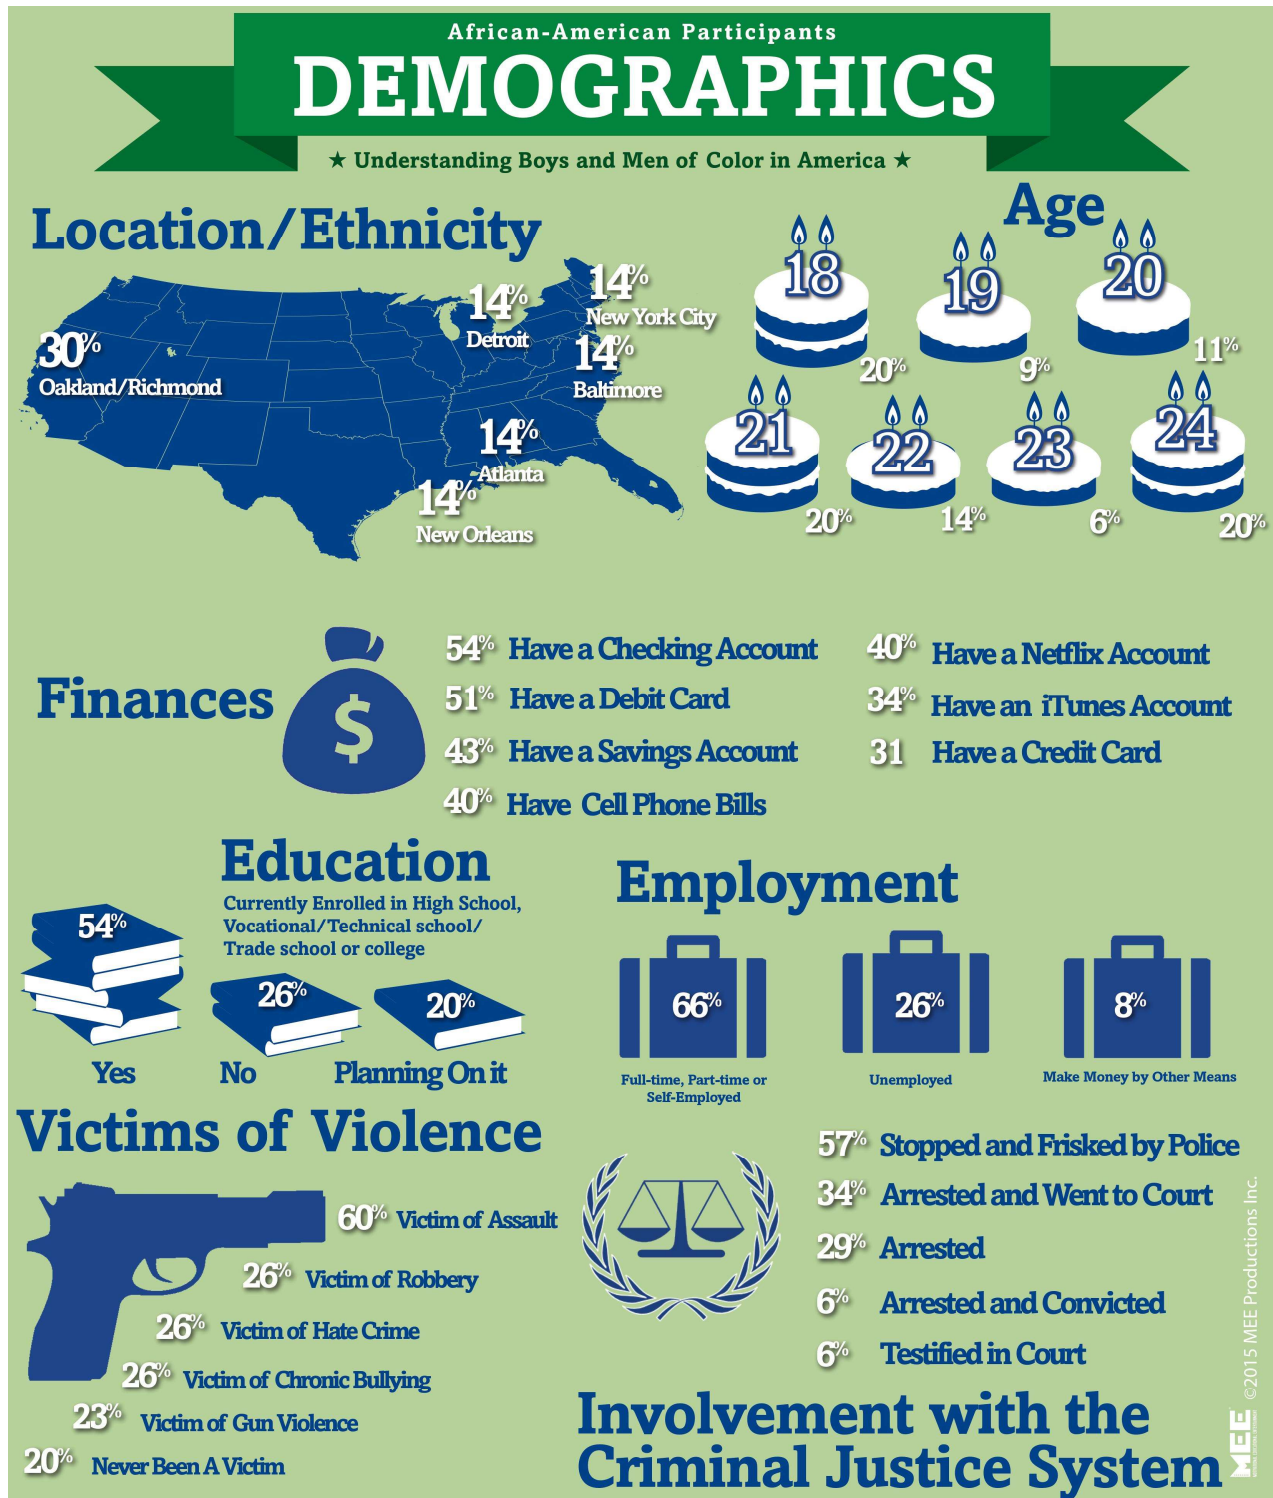 African-American Participants
DEMOGRAPHICS
★ Understanding Boys and Men of Color in America ★
Location/Ethnicity
30%
Oakland/Richmond
14%
Detroit
14%
New York City
14%
Baltimore
14%
Atlanta
14%
New Orleans
Age
18
20%
19
9%
20
11%
21
20%
22
14%
23
6%
24
20%
Finances
$
54% Have a Checking Account
51% Have a Debit Card
43% Have a Savings Account
40% Have Cell Phone Bills
40% Have a Netflix Account
34% Have an iTunes Account
31 Have a Credit Card
Education
Currently Enrolled in High School,
Vocational/Technical school/
Trade school or college
54%
Yes
26%
No
20%
Planning On it
Employment
66%
Full-time, Part-time or
Self-Employed
26%
Unemployed
8%
Make Money by Other Means
Victims of Violence
60% Victim of Assault
26% Victim of Robbery
26% Victim of Hate Crime
26% Victim of Chronic Bullying
23% Victim of Gun Violence
20% Never Been A Victim
57% Stopped and Frisked by Police
34% Arrested and Went to Court
29% Arrested
6% Arrested and Convicted
6% Testified in Court
Involvement with the
Criminal Justice System
MEE ©2015 MEE Productions Inc.